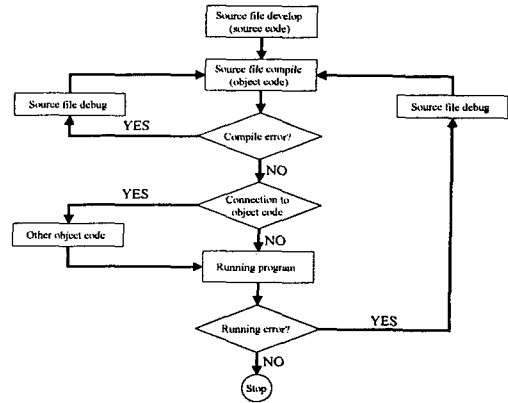 Source file develop
(source code)
Source file compile
(object code)
Source file debug
Source file debug
YES
Compile error?
NO
YES
Connection to
object code
Other object code
NO
Running program
Running error?
YES
NO
Stop